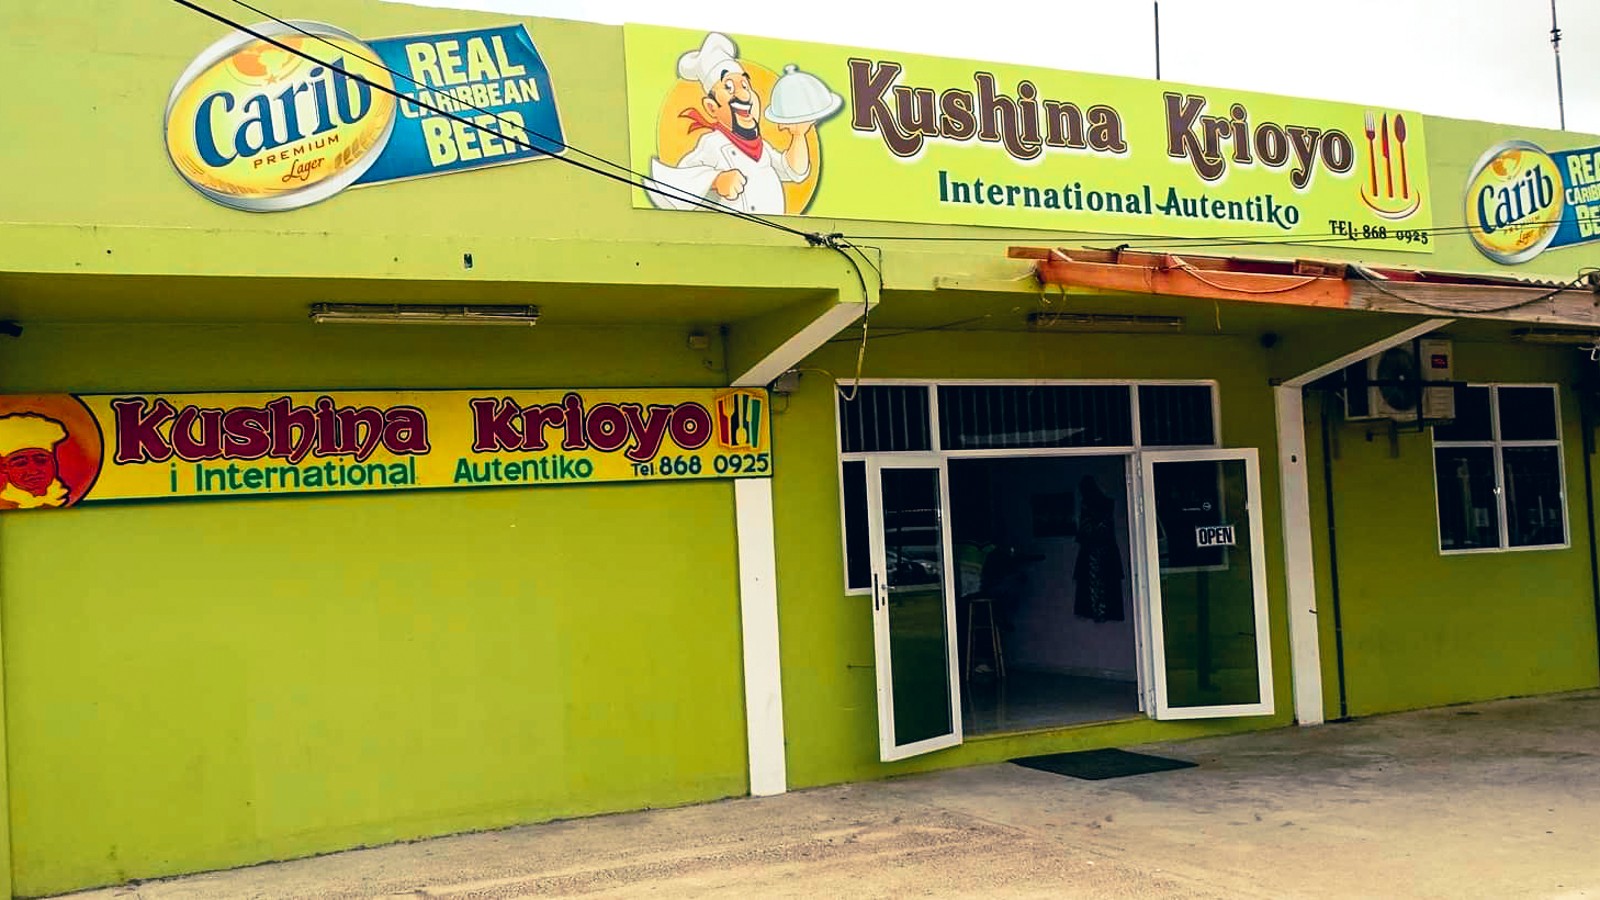 Carib
PREMIUM
Lager
REAL
CARIBBEAN
BEER
Kushina Krioyo
International Autentiko
TEL: 868 0925
Carib
Kushina Krioyo
i International Autentiko Tel: 868 0925
OPEN